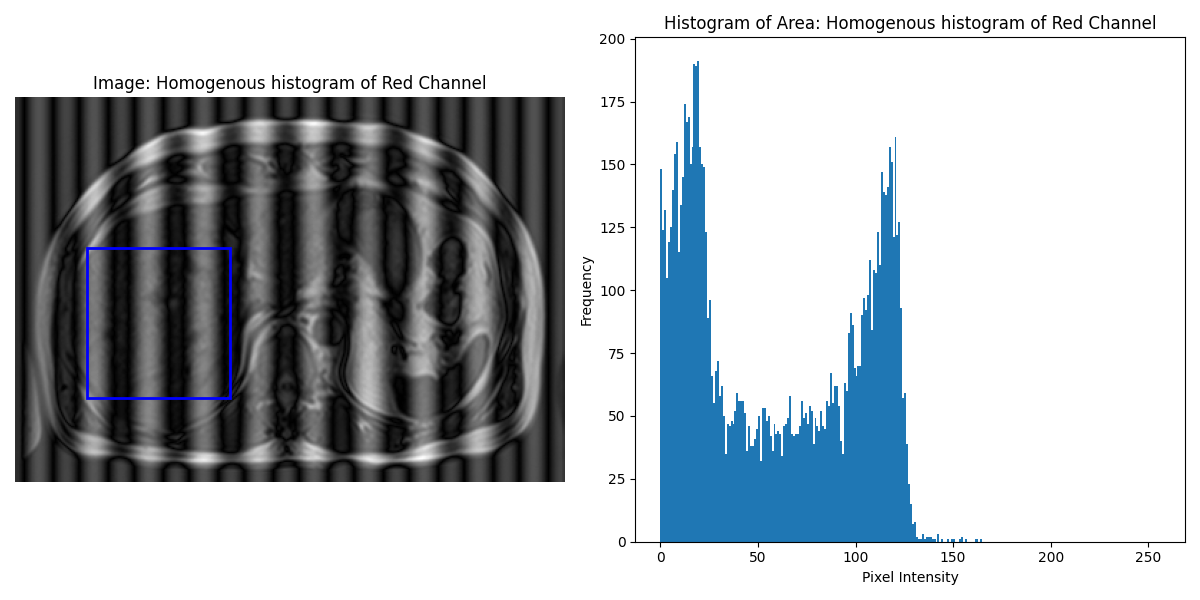 Image: Homogenous histogram of Red Channel
Histogram of Area: Homogenous histogram of Red Channel
200
175
150
125
100
75
50
25
0
Frequency
0 50 100 150 200 250
Pixel Intensity